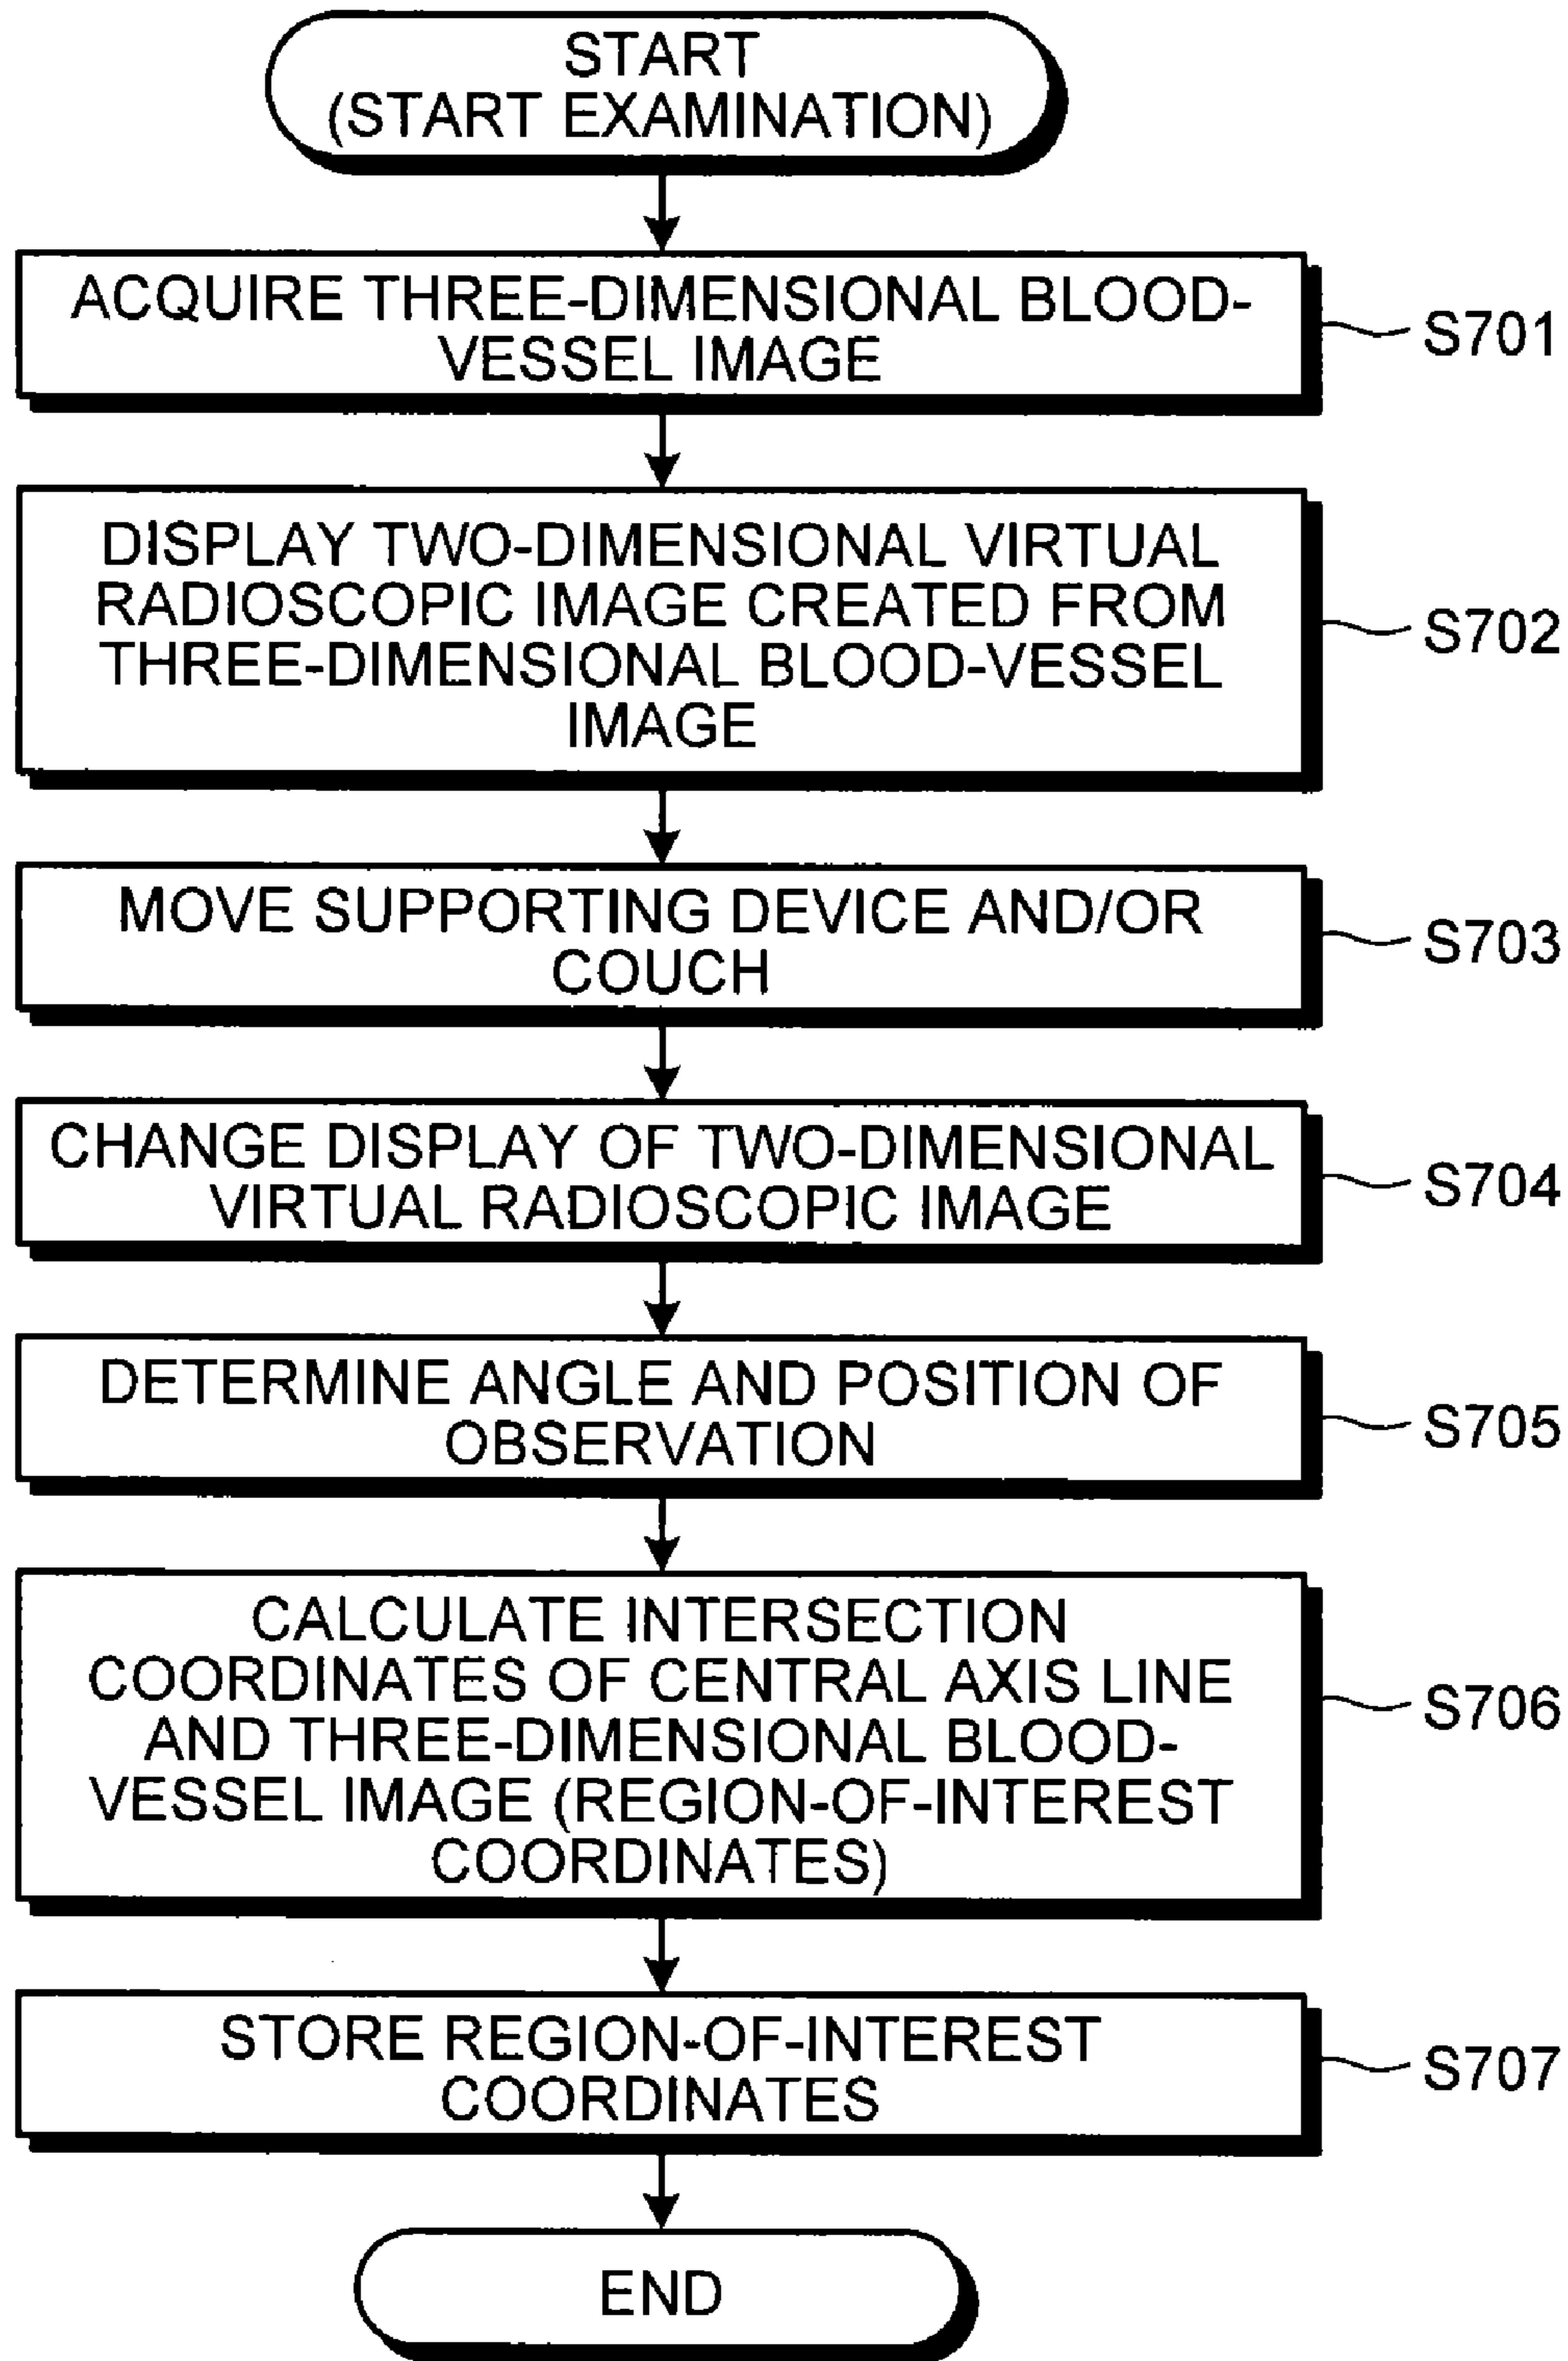 START
(START EXAMINATION)
ACQUIRE THREE-DIMENSIONAL BLOOD-
VESSEL IMAGE
S701
DISPLAY TWO-DIMENSIONAL VIRTUAL
RADIOSCOPIC IMAGE CREATED FROM
THREE-DIMENSIONAL BLOOD-VESSEL
IMAGE
S702
MOVE SUPPORTING DEVICE AND/OR
COUCH
S703
CHANGE DISPLAY OF TWO-DIMENSIONAL
VIRTUAL RADIOSCOPIC IMAGE
S704
DETERMINE ANGLE AND POSITION OF
OBSERVATION
S705
CALCULATE INTERSECTION
COORDINATES OF CENTRAL AXIS LINE
AND THREE-DIMENSIONAL BLOOD-
VESSEL IMAGE (REGION-OF-INTEREST
COORDINATES)
S706
STORE REGION-OF-INTEREST
COORDINATES
S707
END